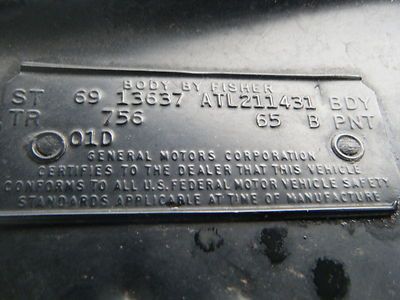 BODY BY FISHER
ST 69 13637 ATL211431 BDY
TR 756 65 B PNT
01D
GENERAL MOTORS CORPORATION
CERTIFIES TO THE DEALER THAT THIS VEHICLE
CONFORMS TO ALL U.S. FEDERAL MOTOR VEHICLE SAFETY
STANDARDS APPLICABLE AT TIME OF MANUFACTURE